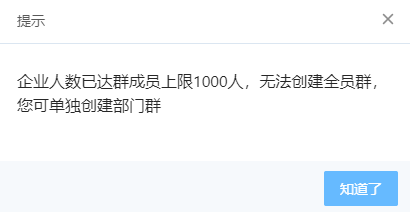 提示
企业人数已达群成员上限1000人，无法创建全员群，
您可单独创建部门群
知道了